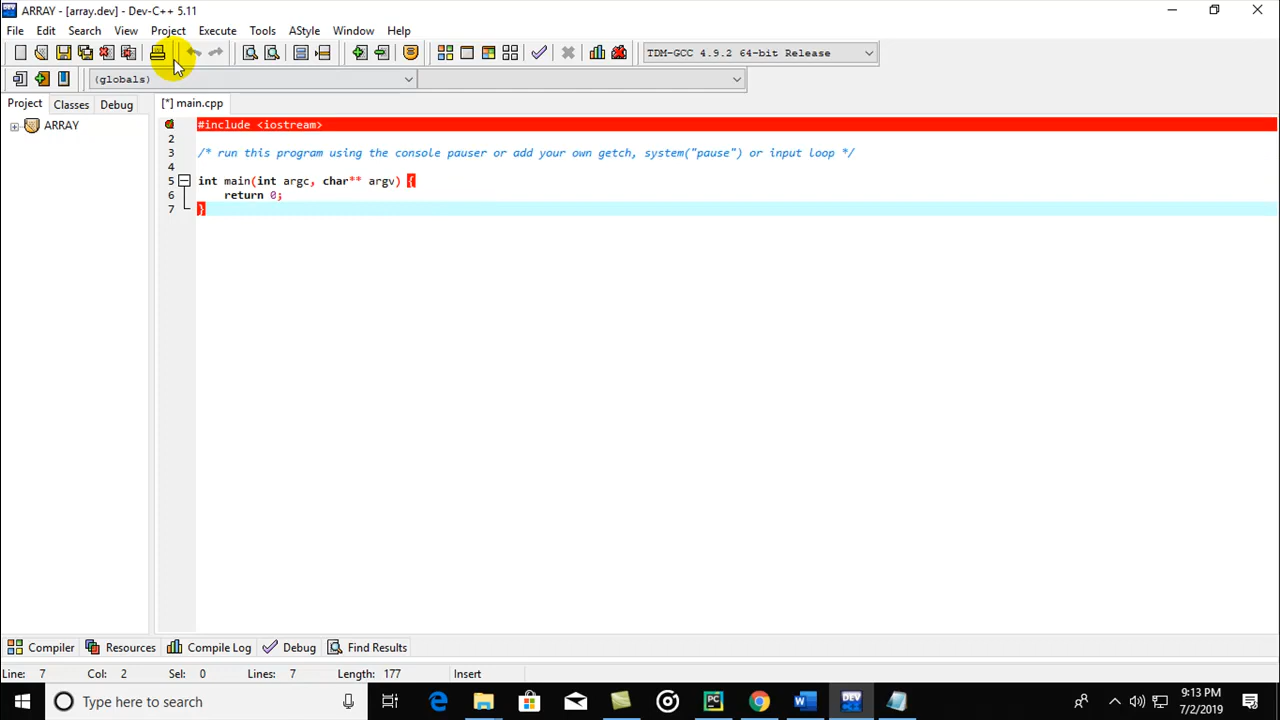 ARRAY - [array.dev] - Dev-C++ 5.11
File Edit Search View Project Execute Tools AStyle Window Help
TDM-GCC 4.9.2 64-bit Release
(globals)
Project Classes Debug [*] main.cpp
ARRAY
#include <iostream>
2
3 /* run this program using the console pauser or add your own getch, system("pause") or input loop */
4
5 int main(int argc, char** argv) {
6 return 0;
7 }
Compiler Resources Compile Log Debug Find Results
Line: 7 Col: 2 Sel: 0 Lines: 7 Length: 177 Insert
Type here to search
9:13 PM
7/2/2019